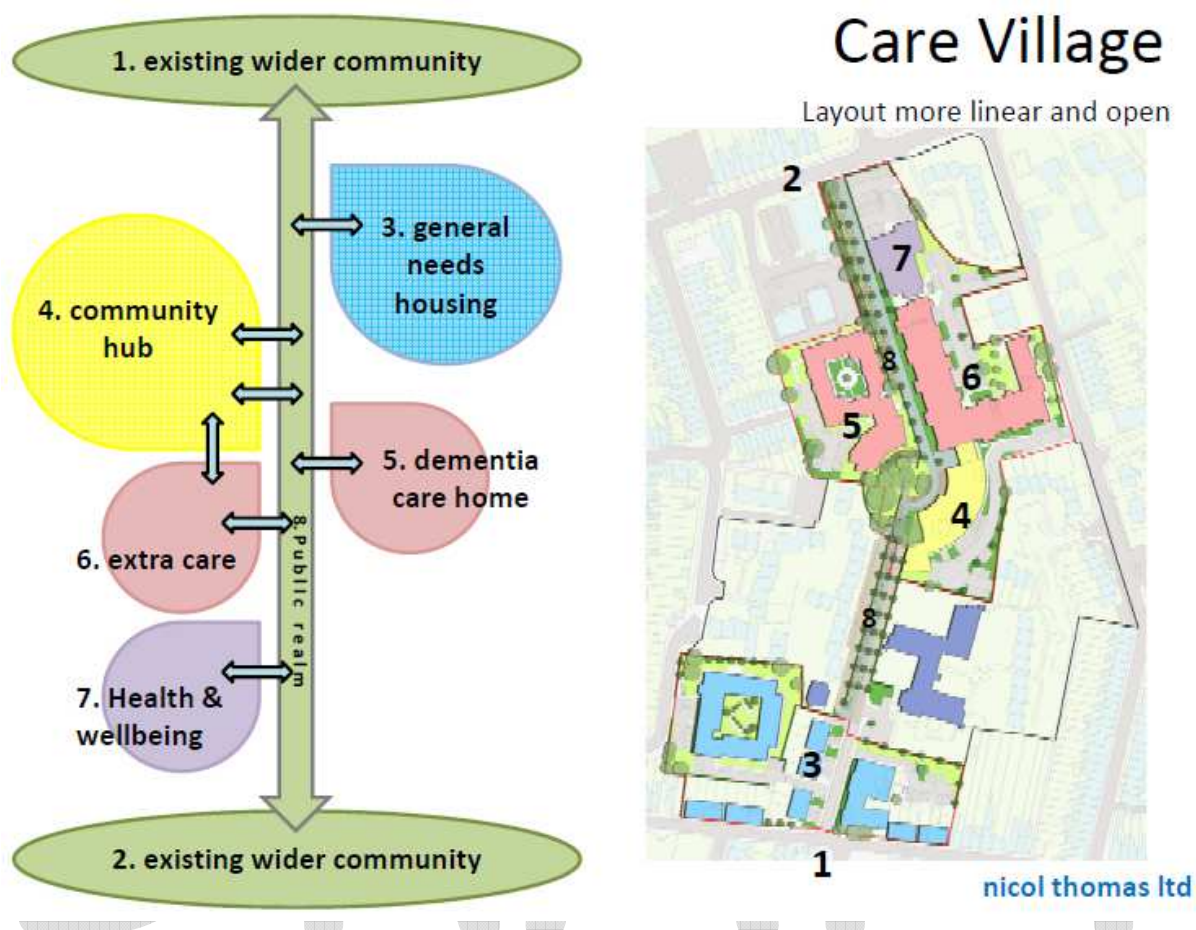 Care Village
Layout more linear and open
1. existing wider community
3. general
needs
housing
4. community
hub
5. dementia
care home
6. extra care
8. Public realm
7. Health &
wellbeing
2. existing wider community
2
7
8
6
5
4
8
3
1
nicol thomas ltd